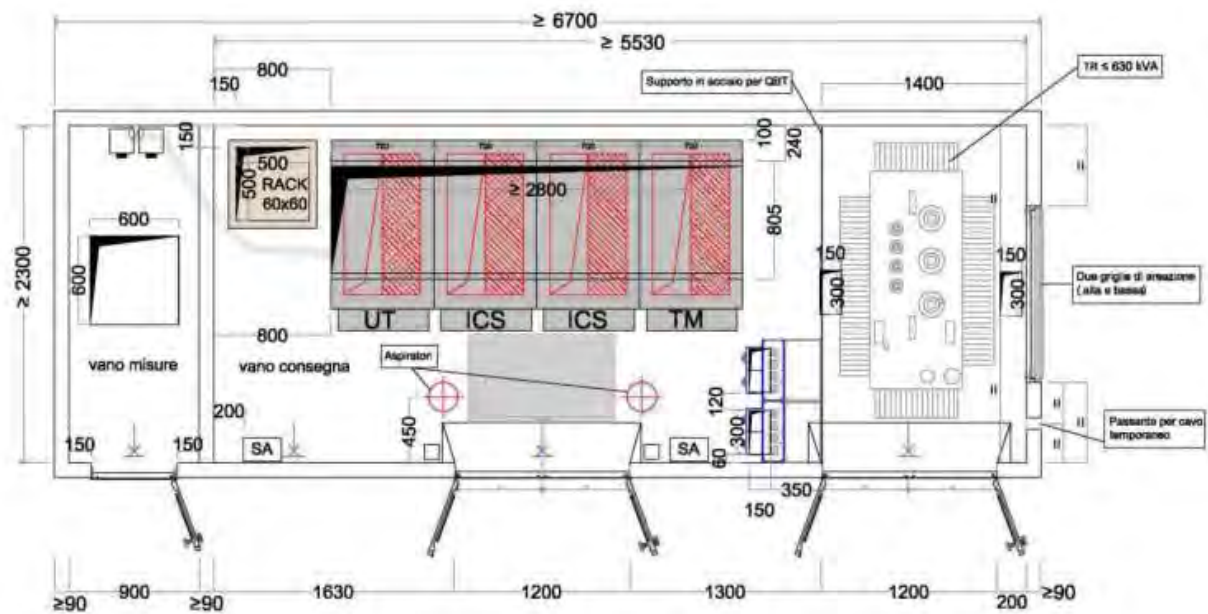 ≥ 6700
≥ 5530
800
150
Supporto in acciaio per QBT
1400
TR ≤ 630 kVA
150
100
240
500
500
RACK
60x60
≥ 2800
805
600
600
≥ 2300
150
300
150
300
Due griglie di areazione
( alta e bassa)
UT
ICS
ICS
TM
800
vano misure
vano consegna
Aspiratori
120
200
450
300
60
Passante per cavo
temporaneo
150
150
SA
SA
350
150
≥90
900
≥90
1630
1200
1300
1200
200
≥90